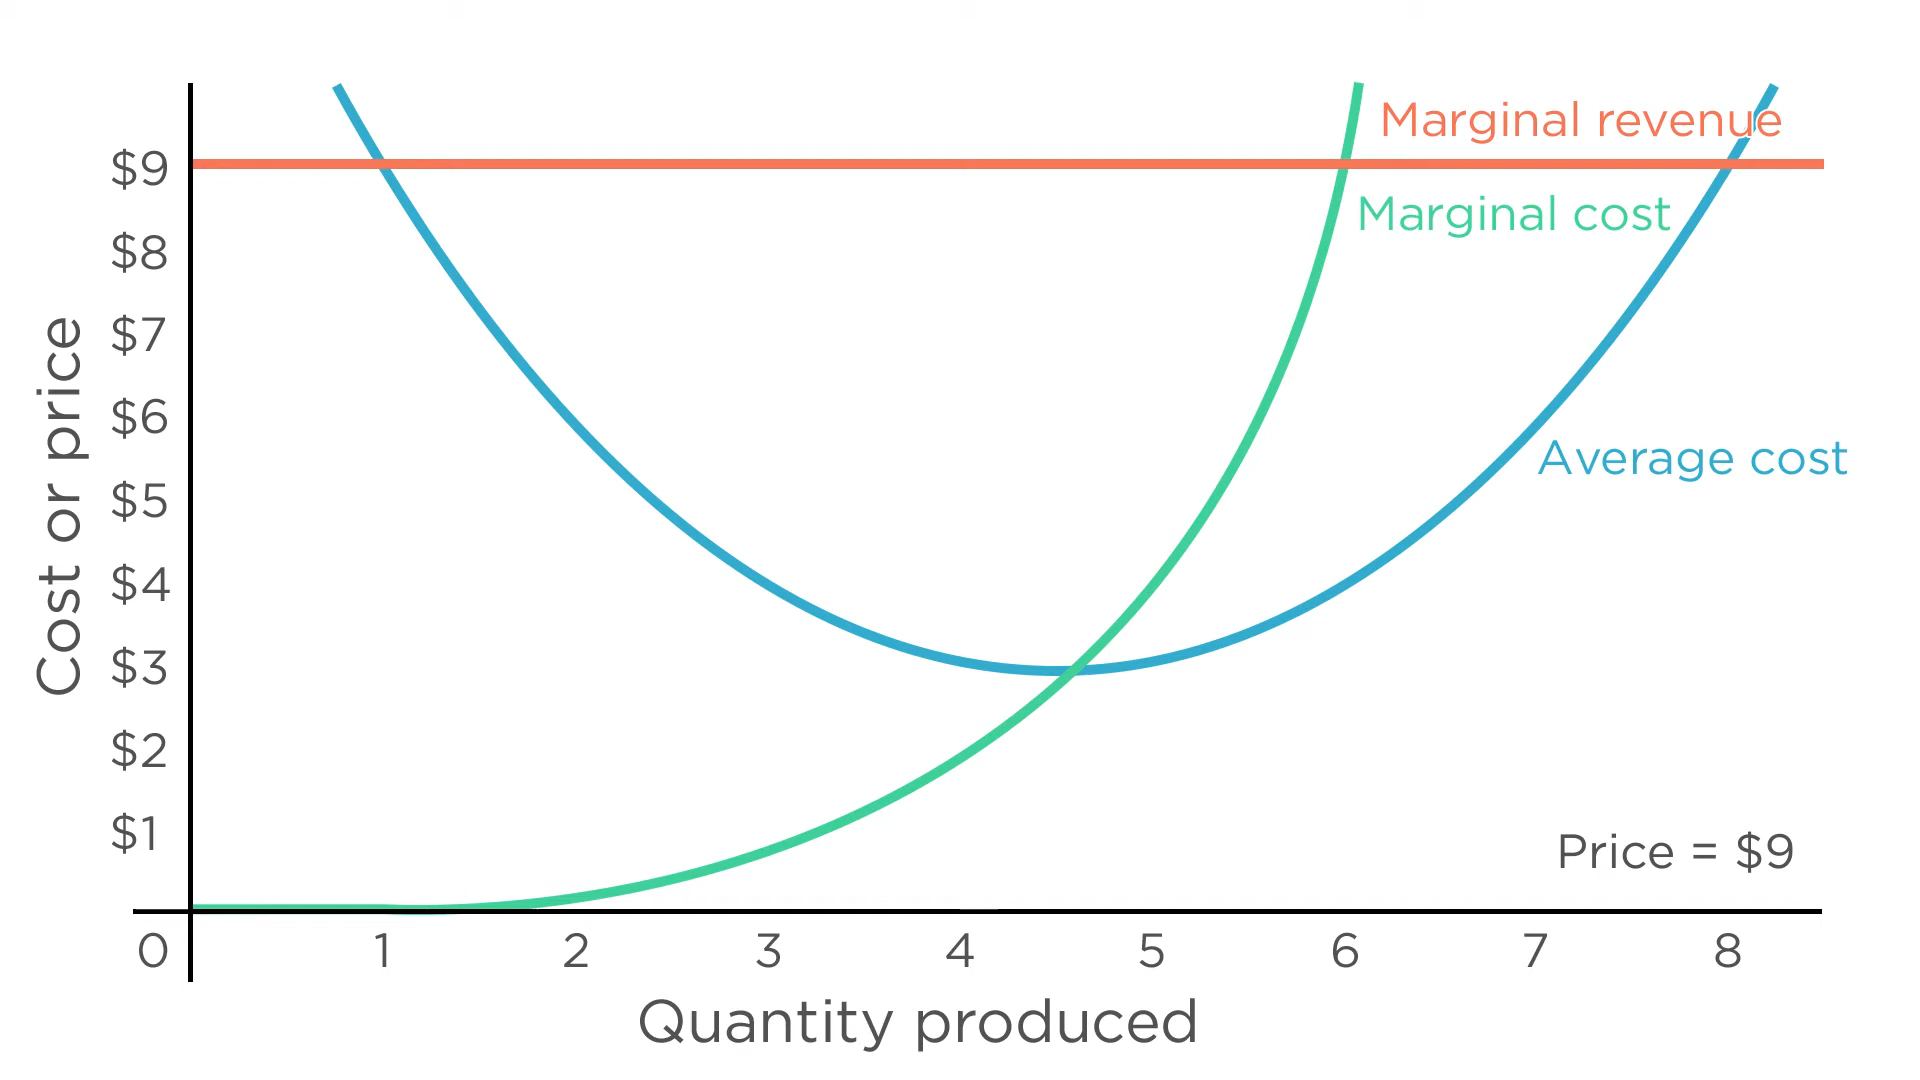 Marginal revenue
$9
Marginal cost
$8
$7
$6
Average cost
$5
$4
$3
$2
$1
Cost or price
Price = $9
0 1 2 3 4 5 6 7 8
Quantity produced